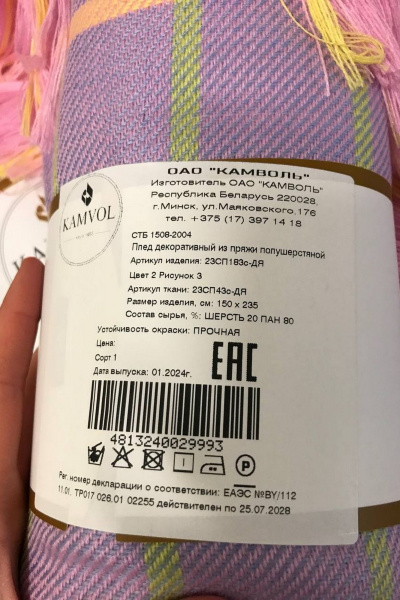 ОАО "КАМВОЛЬ"
Изготовитель ОАО "КАМВОЛЬ"
Республика Беларусь 220028,
г.Минск, ул.Маяковского,176
тел. +375 (17) 397 14 18
KAMVOL
СТБ 1508-2004
Плед декоративный из пряжи полушерстяной
Артикул изделия: 23СП183с-ДЯ
Цвет 2 Рисунок 3
Артикул ткани: 23СП43с-ДЯ
Размер изделия, см: 150 x 235
Состав сырья, %: ШЕРСТЬ 20 ПАН 80
Устойчивость окраски: ПРОЧНАЯ
Цена:
Сорт 1
Дата выпуска: 01.2024г.
EAC
4813240029993
P
Рег. номер декларации о соответствии: ЕАЭС №BY/112
11.01. ТР017 026.01 02255 действителен по 25.07.2028